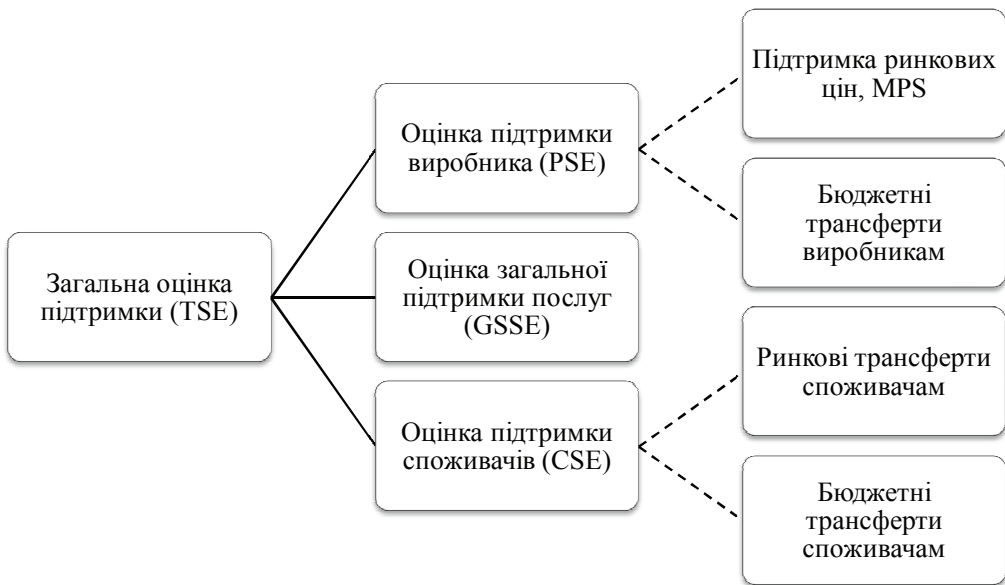 Загальна оцінка
підтримки (TSE)
Оцінка підтримки
виробника (PSE)
Оцінка загальної
підтримки послуг
(GSSE)
Оцінка підтримки
споживачів (CSE)
Підтримка ринкових
цін, MPS
Бюджетні
трансферти
виробникам
Ринкові трансферти
споживачам
Бюджетні
трансферти
споживачам